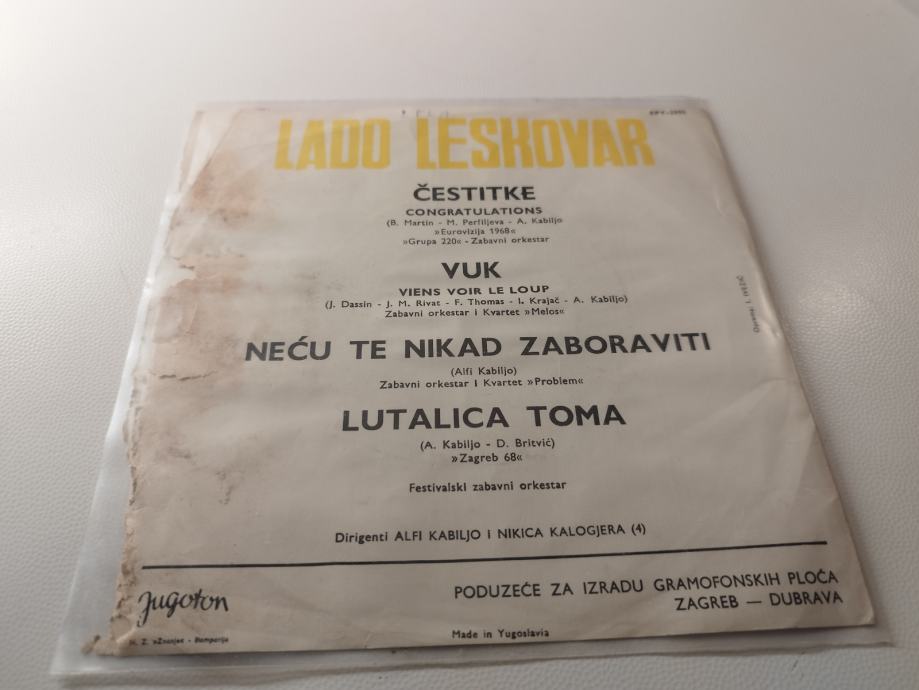 LADO LESKOVAR
ČESTITKE
CONGRATULATIONS
(B. Martin - M. Perfiljeva - A. Kabiljo
»Eurovizija 1968«
»Grupa 220« - Zabavni orkestar
VUK
VIENS VOIR LE LOUP
(J. Dassin - J. M. Rivat - F. Thomas - I. Krajač - A. Kabiljo)
Zabavni orkestar i Kvartet »Melos«
NEĆU TE NIKAD ZABORAVITI
(Alfi Kabiljo)
Zabavni orkestar i Kvartet »Problem«
LUTALICA TOMA
(A. Kabiljo - D. Britvić)
»Zagreb 68«
Festivalski zabavni orkestar
Dirigenti ALFI KABILJO I NIKICA KALOGJERA (4)
Jugoton
PODUZEĆE ZA IZRADU GRAMOFONSKIH PLOČA
ZAGREB — DUBRAVA
N. Z. »Znanje« -
Made in Yugoslavia
Oprema: I.